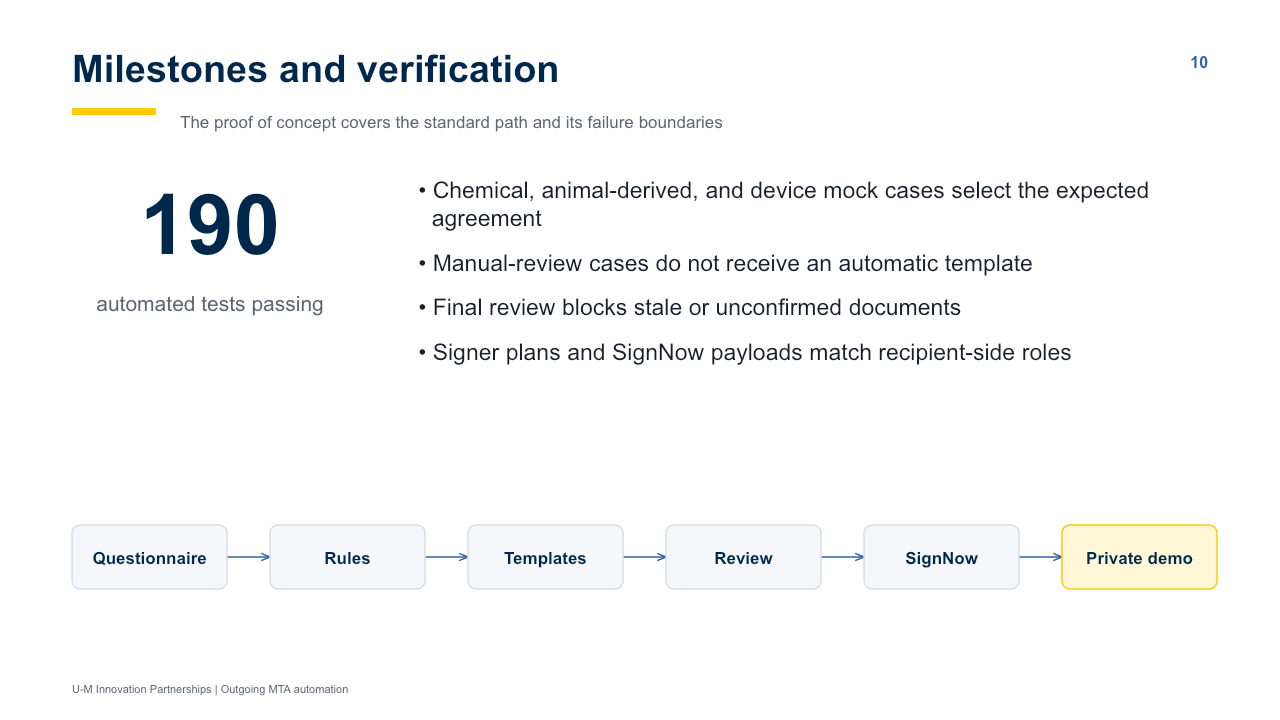 Milestones and verification
10
The proof of concept covers the standard path and its failure boundaries
190
automated tests passing
• Chemical, animal-derived, and device mock cases select the expected
agreement
• Manual-review cases do not receive an automatic template
• Final review blocks stale or unconfirmed documents
• Signer plans and SignNow payloads match recipient-side roles
Questionnaire
Rules
Templates
Review
SignNow
Private demo
U-M Innovation Partnerships | Outgoing MTA automation